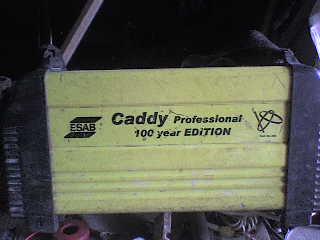 ESAB
Caddy Professional
100 year EDiTiON